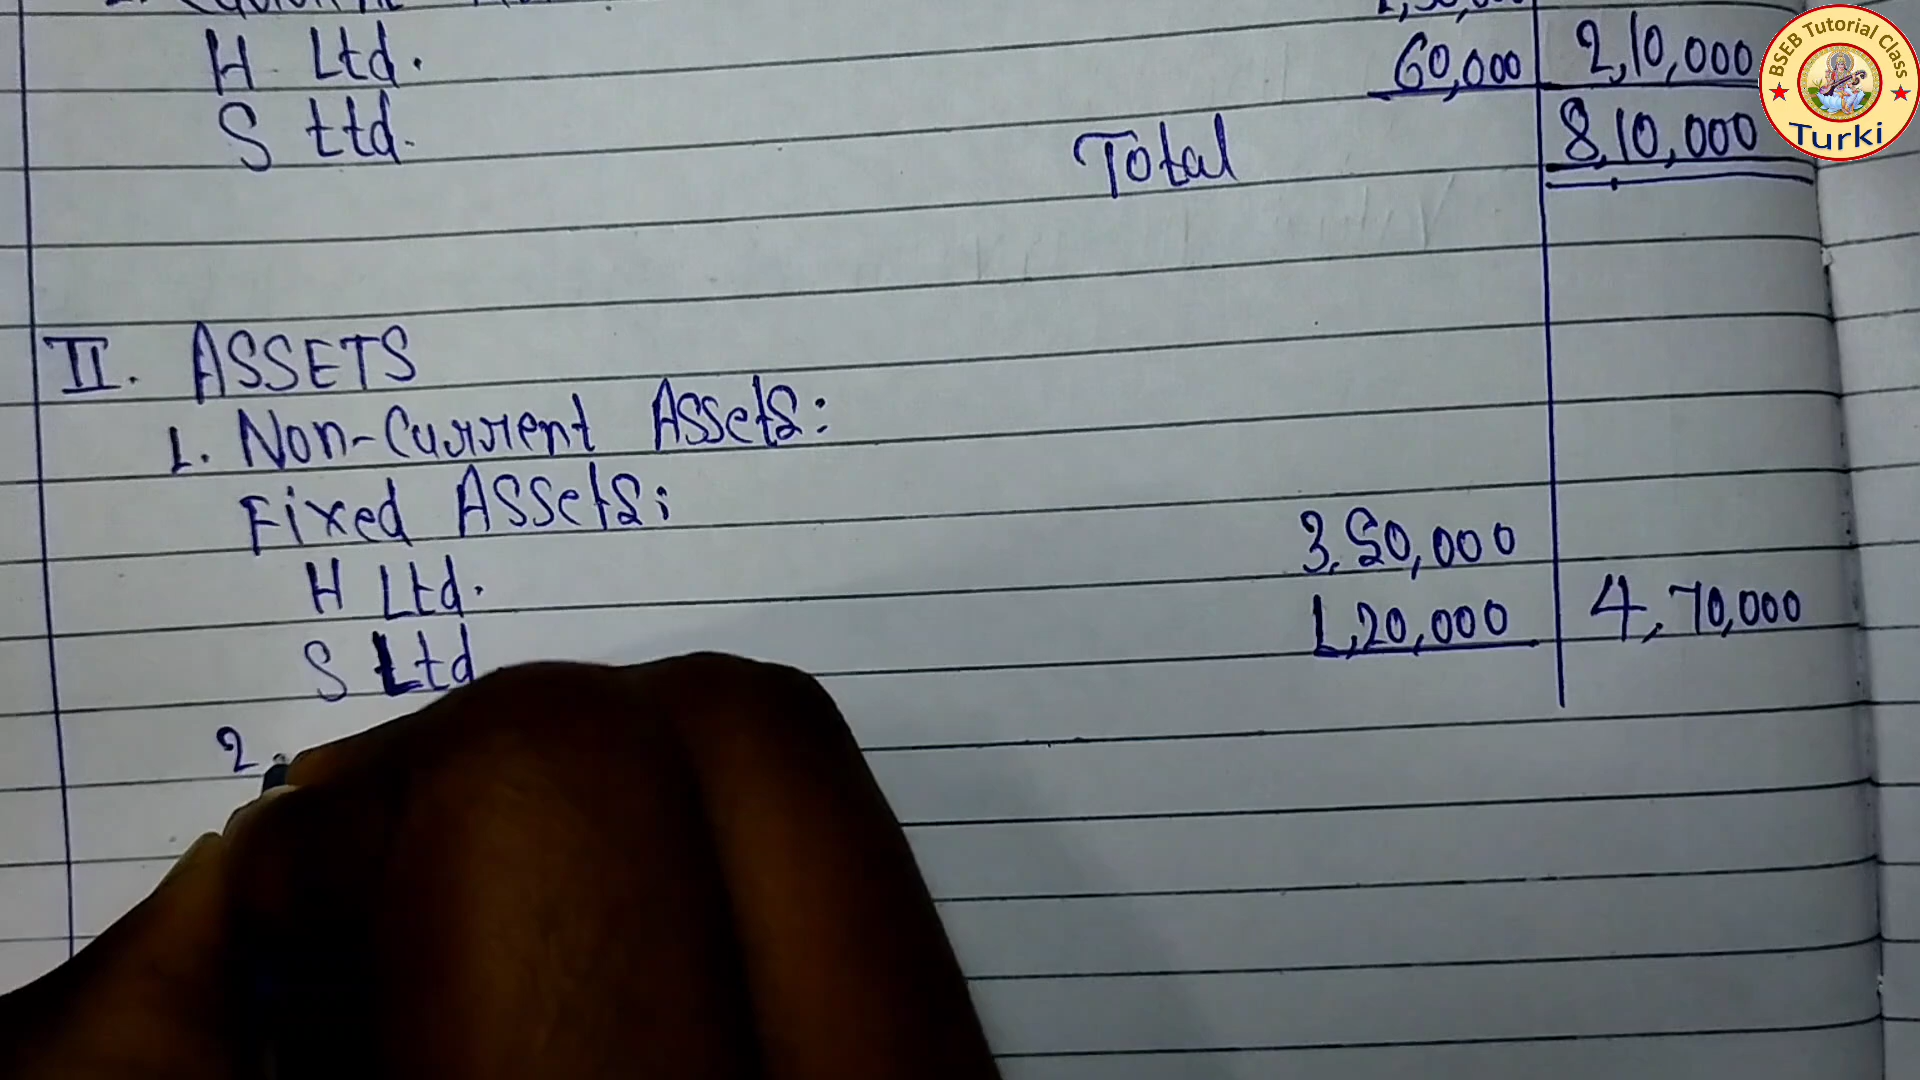 H Ltd. 60,000 2,10,000
S Ltd.
Total 8,10,000
II. ASSETS
1. Non-Current Assets:
Fixed Assets:
H Ltd. 3,50,000
S Ltd 1,20,000 4,70,000
2.
BSEB Tutorial Class
Turki